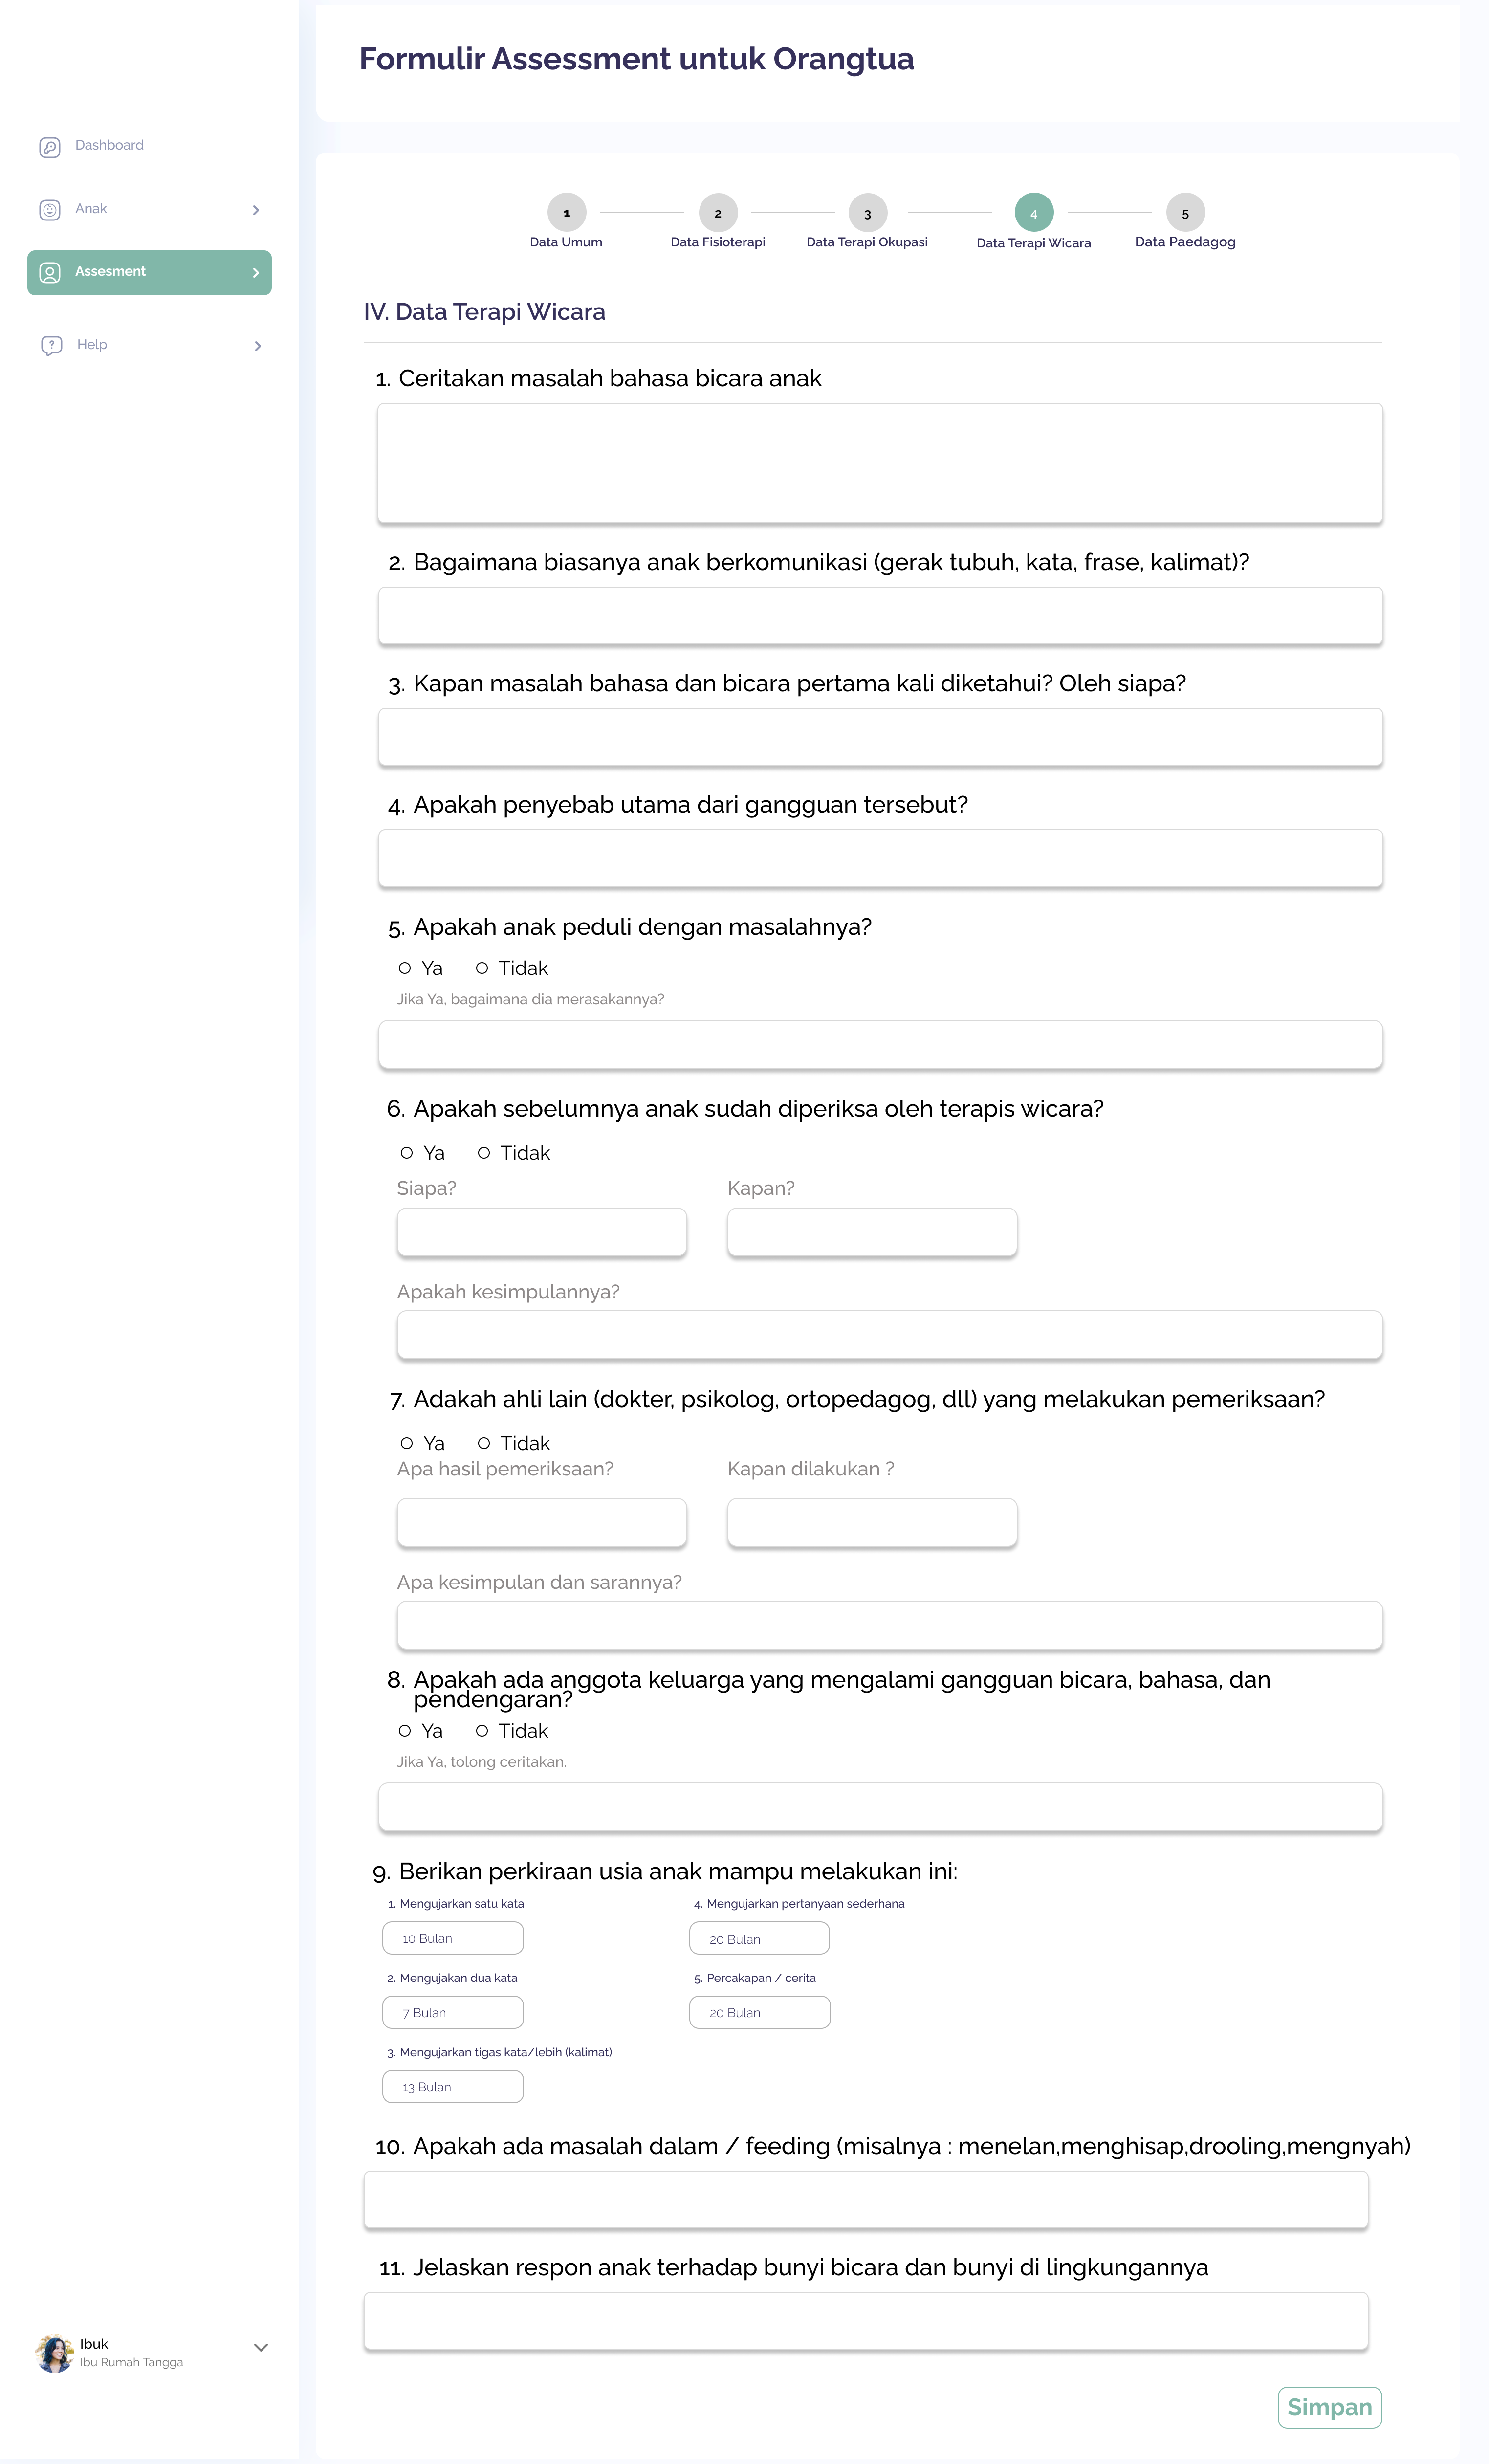 Formulir Assessment untuk Orangtua
Dashboard
Anak
Assesment
Help
1
2
3
4
5
Data Umum
Data Fisioterapi
Data Terapi Okupasi
Data Terapi Wicara
Data Paedagog
IV. Data Terapi Wicara
1. Ceritakan masalah bahasa bicara anak
2. Bagaimana biasanya anak berkomunikasi (gerak tubuh, kata, frase, kalimat)?
3. Kapan masalah bahasa dan bicara pertama kali diketahui? Oleh siapa?
4. Apakah penyebab utama dari gangguan tersebut?
5. Apakah anak peduli dengan masalahnya?
Ya Tidak
Jika Ya, bagaimana dia merasakannya?
6. Apakah sebelumnya anak sudah diperiksa oleh terapis wicara?
Ya Tidak
Siapa? Kapan?
Apakah kesimpulannya?
7. Adakah ahli lain (dokter, psikolog, ortopedagog, dll) yang melakukan pemeriksaan?
Ya Tidak
Apa hasil pemeriksaan? Kapan dilakukan ?
Apa kesimpulan dan sarannya?
8. Apakah ada anggota keluarga yang mengalami gangguan bicara, bahasa, dan
pendengaran?
Ya Tidak
Jika Ya, tolong ceritakan.
9. Berikan perkiraan usia anak mampu melakukan ini:
1. Mengujarkan satu kata
10 Bulan
2. Mengujakan dua kata
7 Bulan
3. Mengujarkan tigas kata/lebih (kalimat)
13 Bulan
4. Mengujarkan pertanyaan sederhana
20 Bulan
5. Percakapan / cerita
20 Bulan
10. Apakah ada masalah dalam / feeding (misalnya : menelan,menghisap,drooling,mengnyah)
11. Jelaskan respon anak terhadap bunyi bicara dan bunyi di lingkungannya
Ibuk
Ibu Rumah Tangga
Simpan